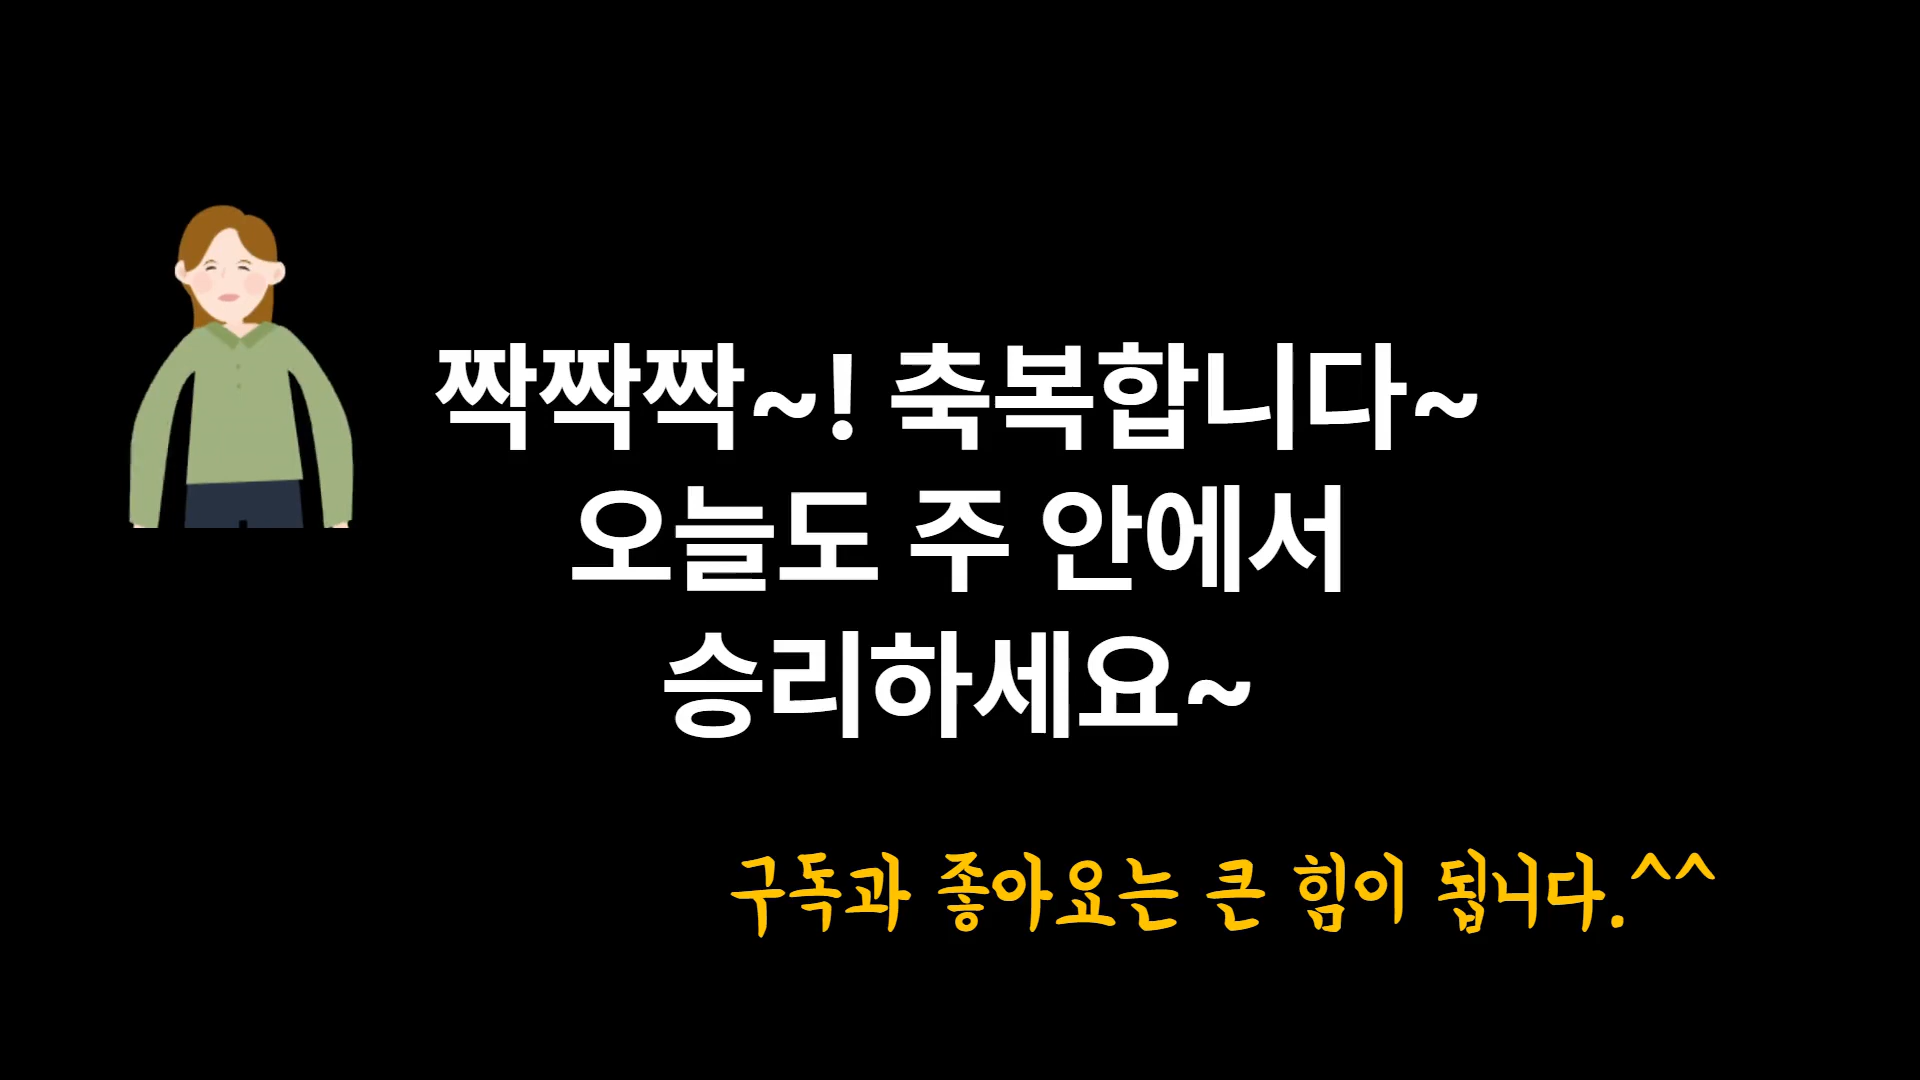 짝짝짝~! 축복합니다~
오늘도 주 안에서
승리하세요~
구독과 좋아요는 큰 힘이 됩니다.^^